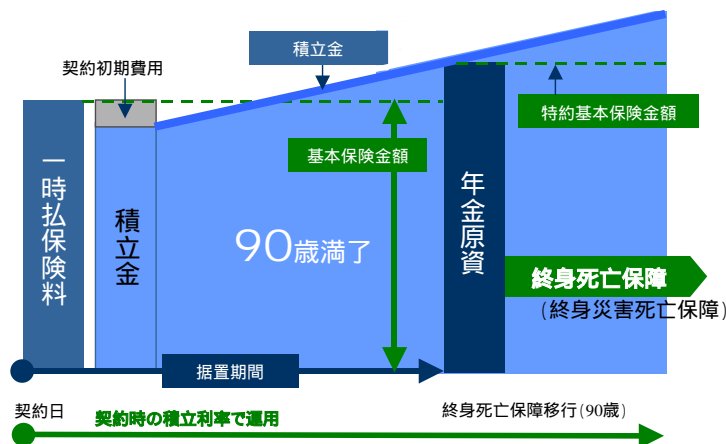 積立金
契約初期費用
特約基本保険金額
基本保険金額
一時払保険料
積立金
90歳満了
年金原資
終身死亡保障
(終身災害死亡保障)
据置期間
契約日
契約時の積立利率で運用
終身死亡保障移行(90歳)